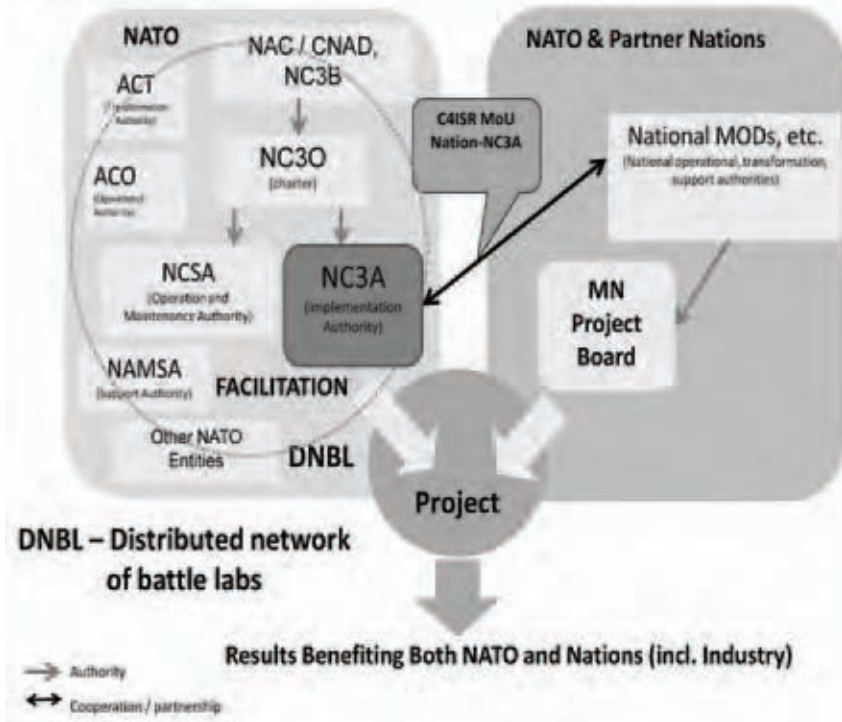 NATO
NAC / CNAD,
NC3B
ACT
(Transformation
Authority)
NC3O
(charter)
ACO
(Operational
NCSA
(Operation and
Maintenance Authority)
NC3A
(implementation
Authority)
NAMSA
(Support Authority)
FACILITATION
Other NATO
Entities
DNBL
C4ISR MoU
Nation-NC3A
NATO & Partner Nations
National MODs, etc.
(National operational, transformation,
support authorities)
MN
Project
Board
Project
DNBL – Distributed network
of battle labs
Results Benefiting Both NATO and Nations (incl. Industry)
Authority
Cooperation / partnership